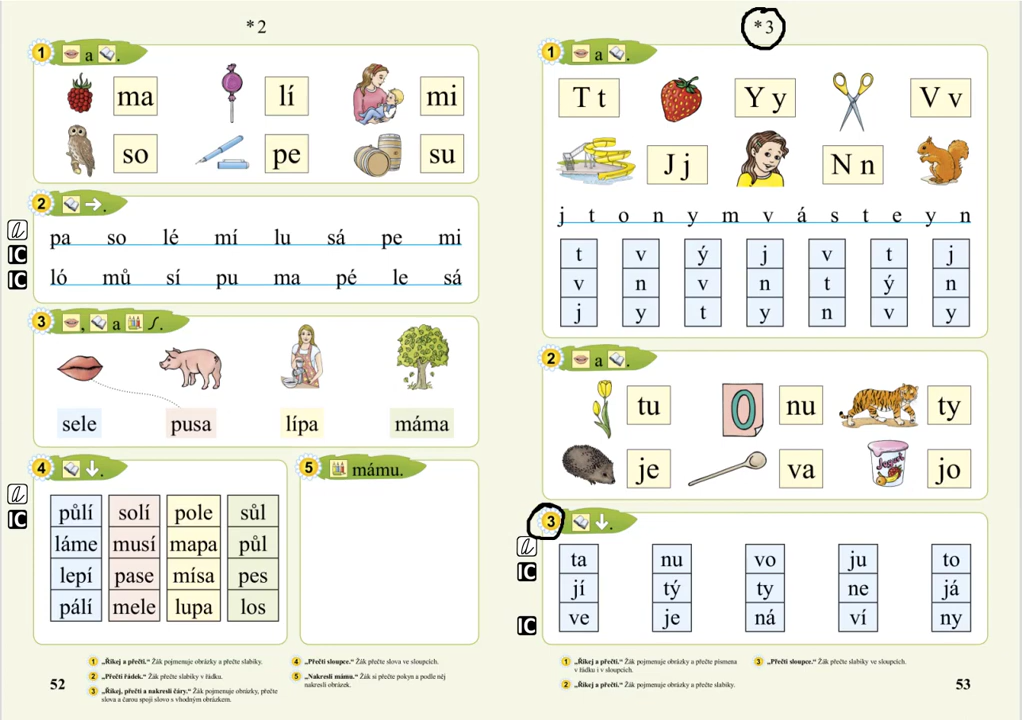 *2
1 a .
ma lí mi
so pe su
2 .
pa so lé mí lu sá pe mi
ló mů sí pu ma pé le sá
3 , a .
sele pusa lípa máma
4 .
půlí solí pole sůl
láme musí mapa půl
lepí pase mísa pes
pálí mele lupa los
5 mámu.
1 „Říkej a přečti.“ Žák pojmenuje obrázky a přečte slabiky.
2 „Přečti řádek.“ Žák přečte slabiky v řádku.
3 „Říkej, přečti a nakresli čáry.“ Žák pojmenuje obrázky, přečte
slova a čarou spojí slovo s vhodným obrázkem.
4 „Přečti sloupce.“ Žák přečte slova ve sloupcích.
5 „Nakresli mámu.“ Žák si přečte pokyn a podle něj
nakreslí obrázek.
52
*3
1 a .
T t Y y V v
J j N n
j t o n y m v á s t e y n
t v ý j v t j
v n v n t ý n
j y t y n v y
2 a .
tu nu ty
O
je va jo
Jogurt
3 .
ta nu vo ju to
jí tý ty ne já
ve je ná ví ny
1 „Říkej a přečti.“ Žák pojmenuje obrázky a přečte písmena
v řádku i v sloupcích.
2 „Říkej a přečti.“ Žák pojmenuje obrázky a přečte slabiky.
3 „Přečti sloupce.“ Žák přečte slabiky ve sloupcích.
53